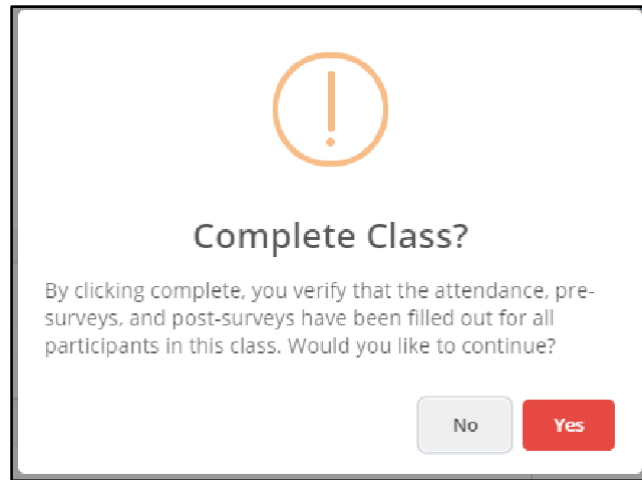 Complete Class?
By clicking complete, you verify that the attendance, pre-
surveys, and post-surveys have been filled out for all
participants in this class. Would you like to continue?
No
Yes